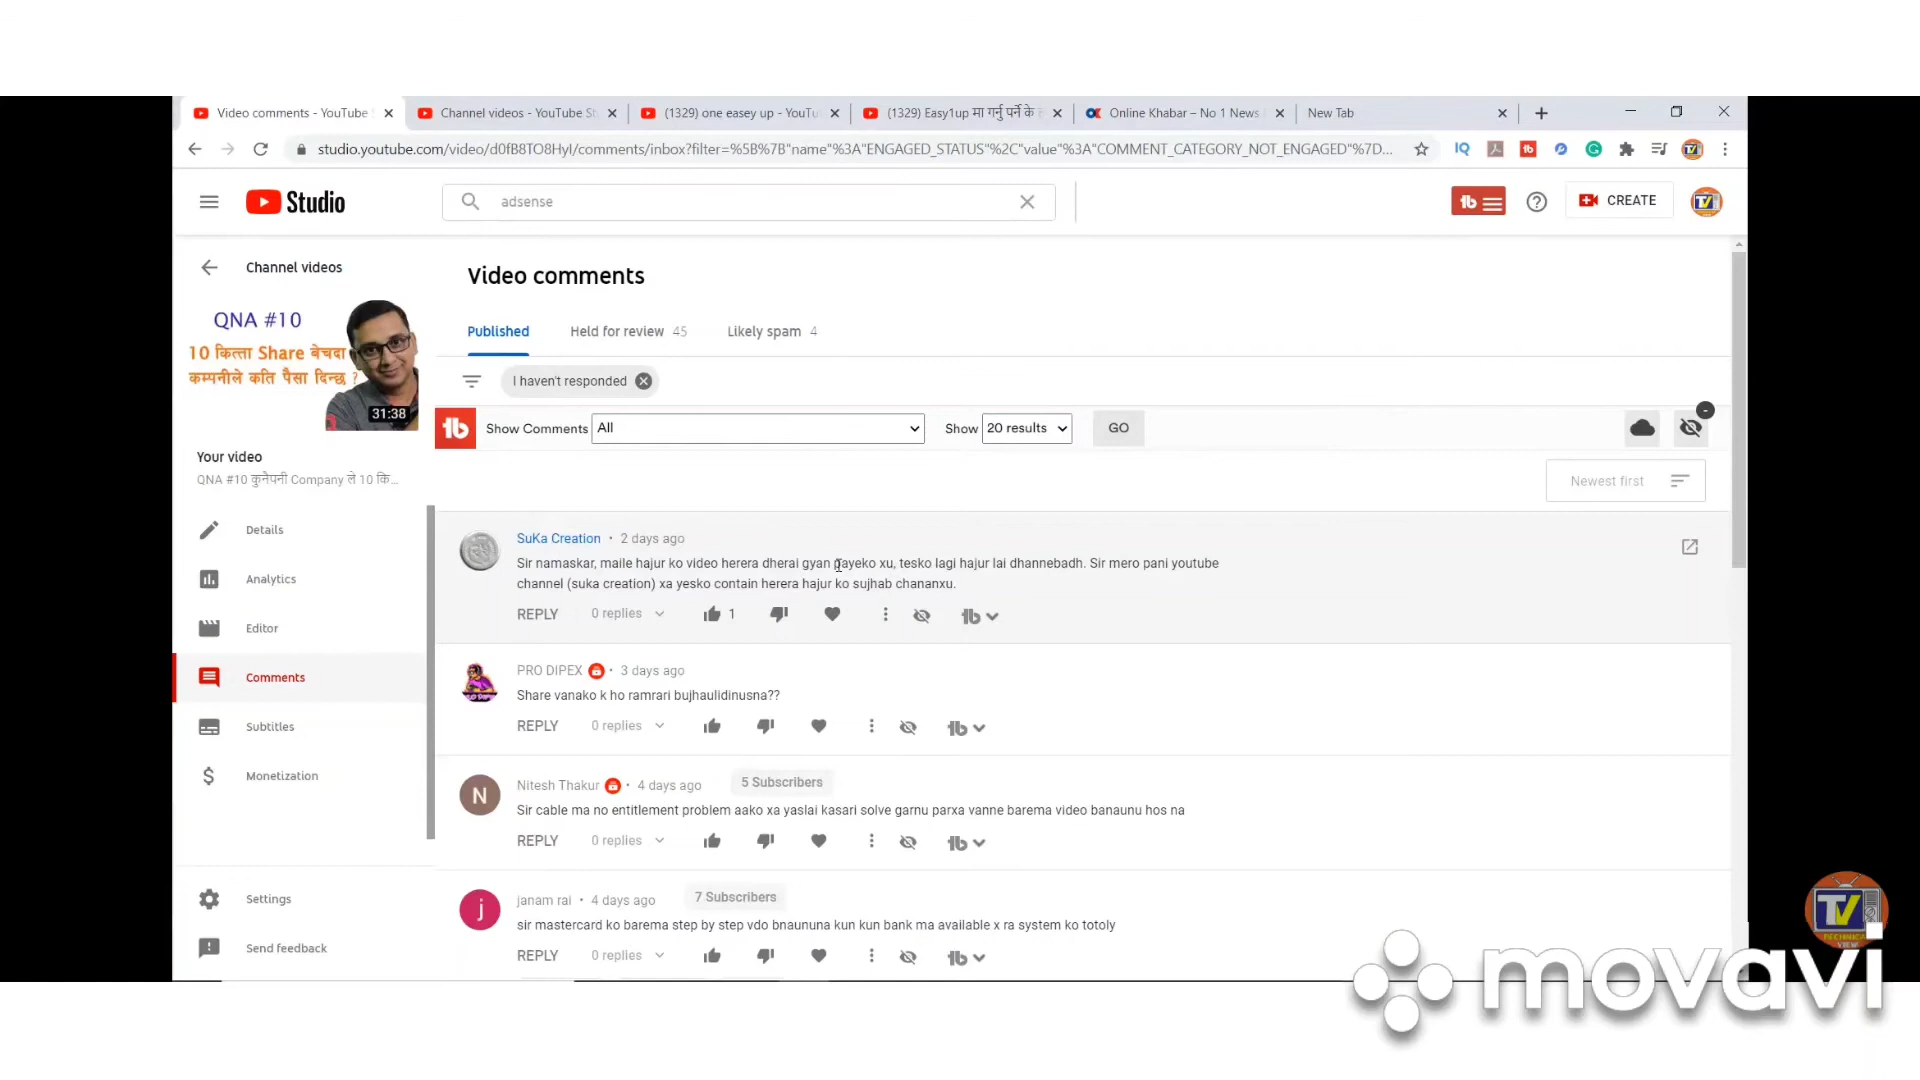 Video comments - YouTube S
Channel videos - YouTube St
(1329) one easey up - YouTu
(1329) Easy1up मा गर्नु पर्ने के
Online Khabar – No 1 News
New Tab
studio.youtube.com/video/d0fB8TO8HyI/comments/inbox?filter=%5B%7B"name"%3A"ENGAGED_STATUS"%2C"value"%3A"COMMENT_CATEGORY_NOT_ENGAGED"%7D...
IQ
Studio
adsense
CREATE
Channel videos
QNA #10
10 कित्ता Share बेचदा
कम्पनीले कति पैसा दिन्छ ?
31:38
Your video
QNA #10 कुनैपनी Company ले 10 कि...
Details
Analytics
Editor
Comments
Subtitles
Monetization
Settings
Send feedback
Video comments
Published
Held for review 45
Likely spam 4
I haven't responded
Show Comments All
Show 20 results
GO
Newest first
SuKa Creation • 2 days ago
Sir namaskar, maile hajur ko video herera dherai gyan payeko xu, tesko lagi hajur lai dhannebadh. Sir mero pani youtube
channel (suka creation) xa yesko contain herera hajur ko sujhab chananxu.
REPLY 0 replies 1
PRO DIPEX • 3 days ago
Share vanako k ho ramrari bujhaulidinusna??
REPLY 0 replies
N
Nitesh Thakur • 4 days ago 5 Subscribers
Sir cable ma no entitlement problem aako xa yaslai kasari solve garnu parxa vanne barema video banaunu hos na
REPLY 0 replies
j
janam rai • 4 days ago 7 Subscribers
sir mastercard ko barema step by step vdo bnaununa kun kun bank ma available x ra system ko totoly
REPLY 0 replies
TV
movavi